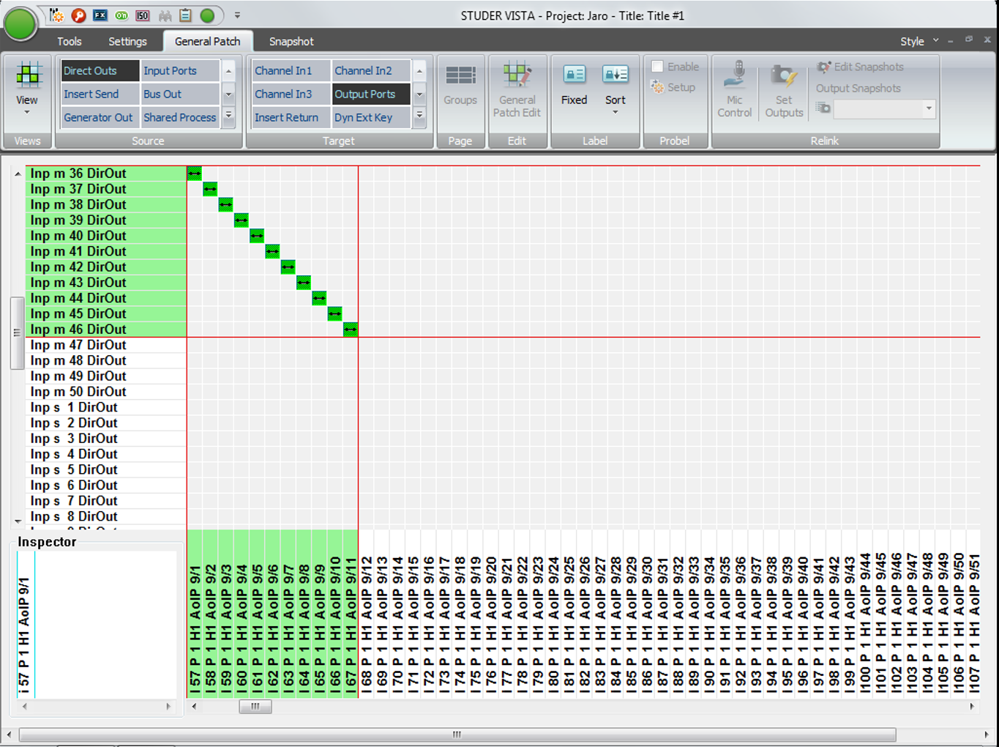 FX
on
ISO
STUDER VISTA - Project: Jaro - Title: Title #1
Tools
Settings
General Patch
Snapshot
Style
View
Views
Direct Outs
Input Ports
Insert Send
Bus Out
Generator Out
Shared Process
Source
Channel In1
Channel In2
Channel In3
Output Ports
Insert Return
Dyn Ext Key
Target
Groups
Page
General
Patch Edit
Edit
Fixed
Sort
Label
Enable
Setup
Probel
Mic
Control
Set
Outputs
Edit Snapshots
Output Snapshots
Relink
Inp m 36 DirOut
Inp m 37 DirOut
Inp m 38 DirOut
Inp m 39 DirOut
Inp m 40 DirOut
Inp m 41 DirOut
Inp m 42 DirOut
Inp m 43 DirOut
Inp m 44 DirOut
Inp m 45 DirOut
Inp m 46 DirOut
Inp m 47 DirOut
Inp m 48 DirOut
Inp m 49 DirOut
Inp m 50 DirOut
Inp s 1 DirOut
Inp s 2 DirOut
Inp s 3 DirOut
Inp s 4 DirOut
Inp s 5 DirOut
Inp s 6 DirOut
Inp s 7 DirOut
Inp s 8 DirOut
Inspector
i 57 P 1 H1 AoIP 9/1
I 57 P 1 H1 AoIP 9/1
I 58 P 1 H1 AoIP 9/2
I 59 P 1 H1 AoIP 9/3
I 60 P 1 H1 AoIP 9/4
I 61 P 1 H1 AoIP 9/5
I 62 P 1 H1 AoIP 9/6
I 63 P 1 H1 AoIP 9/7
I 64 P 1 H1 AoIP 9/8
I 65 P 1 H1 AoIP 9/9
I 66 P 1 H1 AoIP 9/10
I 67 P 1 H1 AoIP 9/11
I 68 P 1 H1 AoIP 9/12
I 69 P 1 H1 AoIP 9/13
I 70 P 1 H1 AoIP 9/14
I 71 P 1 H1 AoIP 9/15
I 72 P 1 H1 AoIP 9/16
I 73 P 1 H1 AoIP 9/17
I 74 P 1 H1 AoIP 9/18
I 75 P 1 H1 AoIP 9/19
I 76 P 1 H1 AoIP 9/20
I 77 P 1 H1 AoIP 9/21
I 78 P 1 H1 AoIP 9/22
I 79 P 1 H1 AoIP 9/23
I 80 P 1 H1 AoIP 9/24
I 81 P 1 H1 AoIP 9/25
I 82 P 1 H1 AoIP 9/26
I 83 P 1 H1 AoIP 9/27
I 84 P 1 H1 AoIP 9/28
I 85 P 1 H1 AoIP 9/29
I 86 P 1 H1 AoIP 9/30
I 87 P 1 H1 AoIP 9/31
I 88 P 1 H1 AoIP 9/32
I 89 P 1 H1 AoIP 9/33
I 90 P 1 H1 AoIP 9/34
I 91 P 1 H1 AoIP 9/35
I 92 P 1 H1 AoIP 9/36
I 93 P 1 H1 AoIP 9/37
I 94 P 1 H1 AoIP 9/38
I 95 P 1 H1 AoIP 9/39
I 96 P 1 H1 AoIP 9/40
I 97 P 1 H1 AoIP 9/41
I 98 P 1 H1 AoIP 9/42
I 99 P 1 H1 AoIP 9/43
I100 P 1 H1 AoIP 9/44
I101 P 1 H1 AoIP 9/45
I102 P 1 H1 AoIP 9/46
I103 P 1 H1 AoIP 9/47
I104 P 1 H1 AoIP 9/48
I105 P 1 H1 AoIP 9/49
I106 P 1 H1 AoIP 9/50
I107 P 1 H1 AoIP 9/51